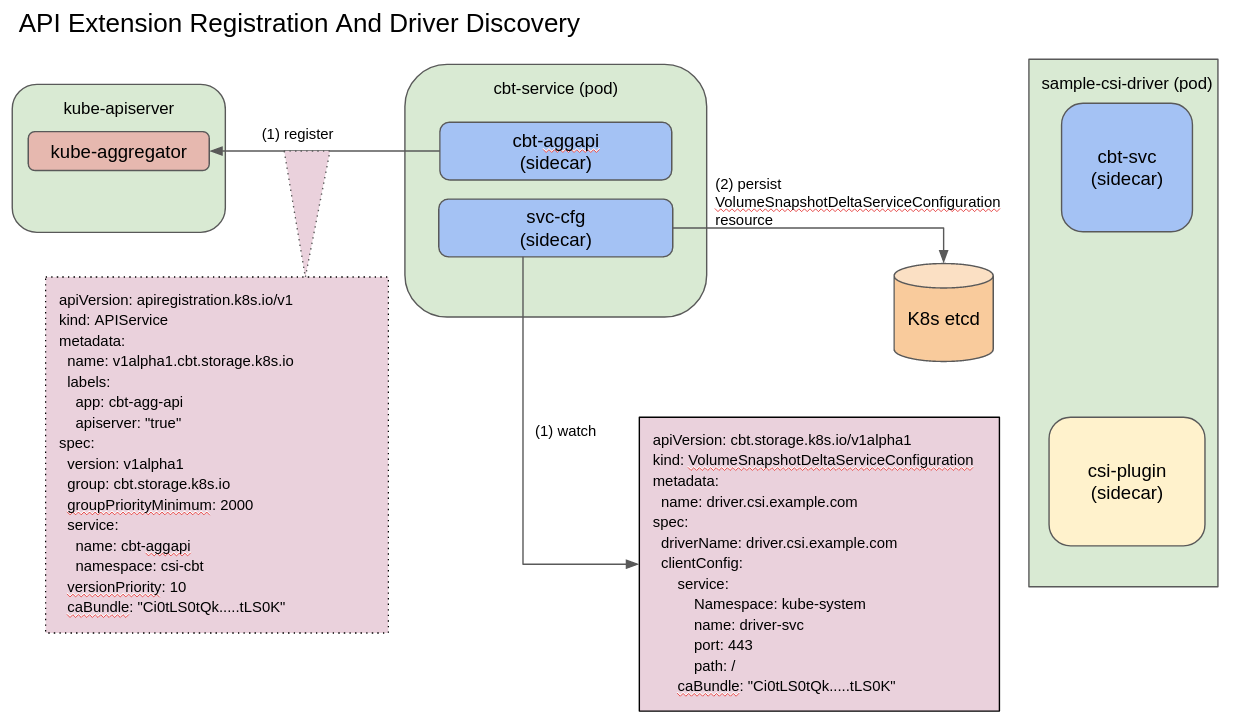 API Extension Registration And Driver Discovery
kube-apiserver
kube-aggregator
(1) register
cbt-service (pod)
cbt-aggapi
(sidecar)
svc-cfg
(sidecar)
(2) persist
VolumeSnapshotDeltaServiceConfiguration
resource
K8s etcd
sample-csi-driver (pod)
cbt-svc
(sidecar)
csi-plugin
(sidecar)
apiVersion: apiregistration.k8s.io/v1
kind: APIService
metadata:
  name: v1alpha1.cbt.storage.k8s.io
  labels:
    app: cbt-agg-api
    apiserver: "true"
spec:
  version: v1alpha1
  group: cbt.storage.k8s.io
  groupPriorityMinimum: 2000
  service:
    name: cbt-aggapi
    namespace: csi-cbt
  versionPriority: 10
  caBundle: "Ci0tLS0tQk.....tLS0K"
(1) watch
apiVersion: cbt.storage.k8s.io/v1alpha1
kind: VolumeSnapshotDeltaServiceConfiguration
metadata:
  name: driver.csi.example.com
spec:
  driverName: driver.csi.example.com
  clientConfig:
      service:
          Namespace: kube-system
          name: driver-svc
          port: 443
          path: /
      caBundle: "Ci0tLS0tQk.....tLS0K"